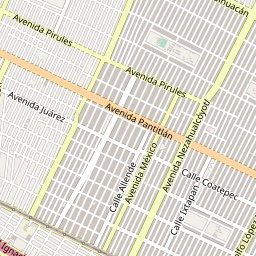 Avenida Pirules
Avenida Pirules
Avenida Juárez
Avenida Pantitlán
Avenida Nezahualcóyotl
Avenida México
Calle Allende
Calle Coatepec
Calle Ixtapan